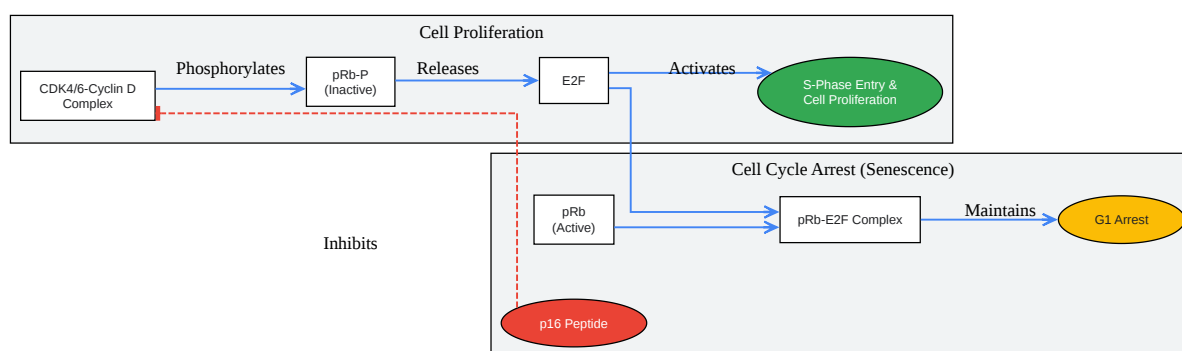 Cell Proliferation
CDK4/6-Cyclin D
Complex
Phosphorylates
pRb-P
(Inactive)
Releases
E2F
Activates
S-Phase Entry &
Cell Proliferation
Cell Cycle Arrest (Senescence)
pRb
(Active)
pRb-E2F Complex
Maintains
G1 Arrest
Inhibits
p16 Peptide